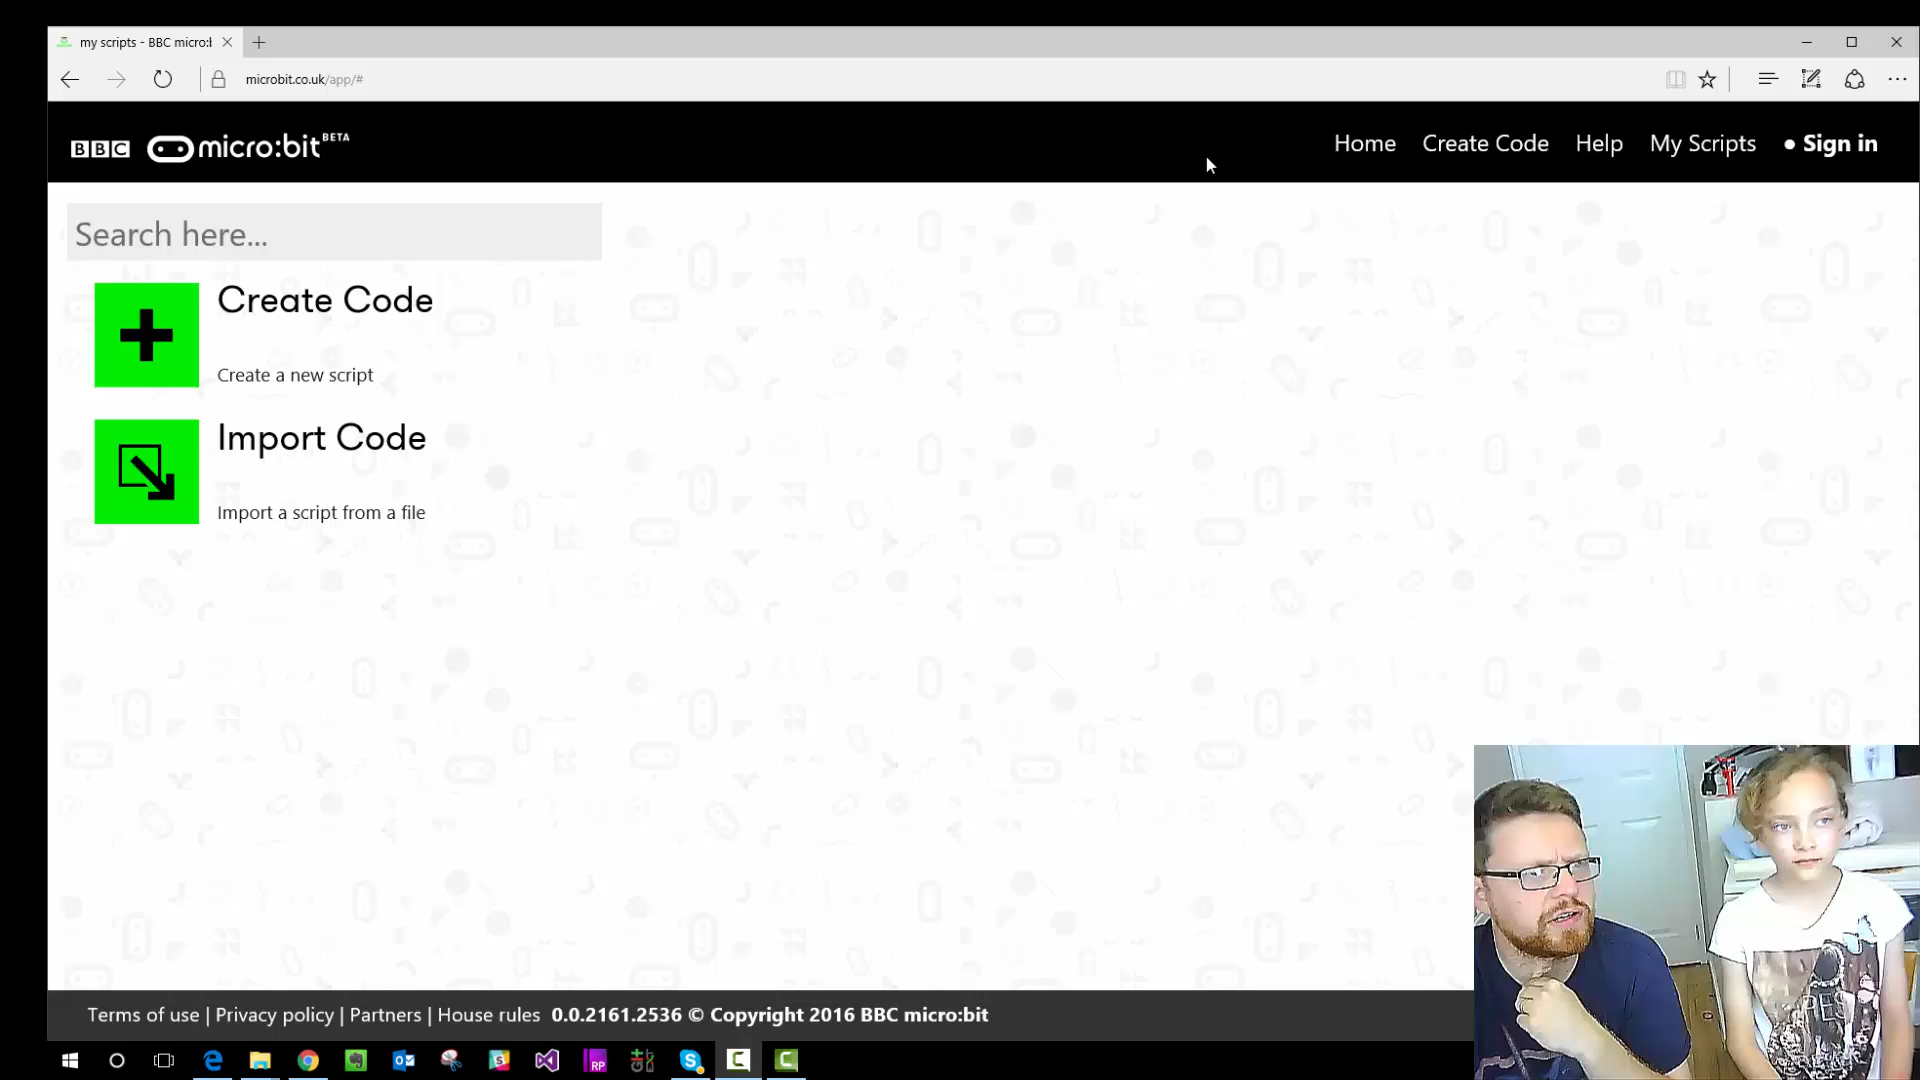 my scripts - BBC micro:b
microbit.co.uk/app/#
BBC micro:bit BETA
Home Create Code Help My Scripts • Sign in
Search here...
Create Code
Create a new script
Import Code
Import a script from a file
Terms of use | Privacy policy | Partners | House rules 0.0.2161.2536 © Copyright 2016 BBC micro:bit
RP